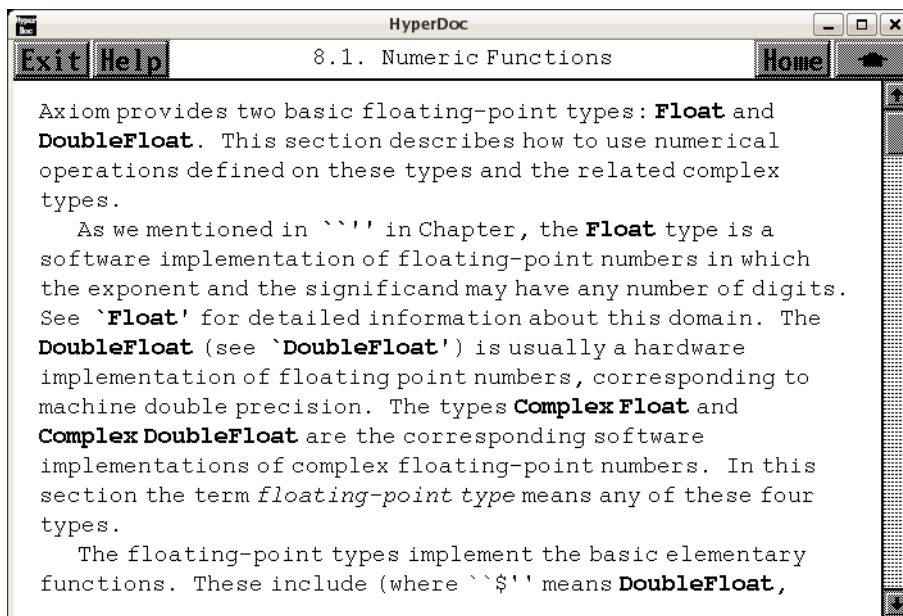 Hyper Doc
HyperDoc
Exit Help 8.1. Numeric Functions Home
Axiom provides two basic floating-point types: Float and
DoubleFloat. This section describes how to use numerical
operations defined on these types and the related complex
types.
As we mentioned in ``'' in Chapter, the Float type is a
software implementation of floating-point numbers in which
the exponent and the significand may have any number of digits.
See `Float' for detailed information about this domain. The
DoubleFloat (see `DoubleFloat') is usually a hardware
implementation of floating point numbers, corresponding to
machine double precision. The types Complex Float and
Complex DoubleFloat are the corresponding software
implementations of complex floating-point numbers. In this
section the term floating-point type means any of these four
types.
The floating-point types implement the basic elementary
functions. These include (where ``$'' means DoubleFloat,